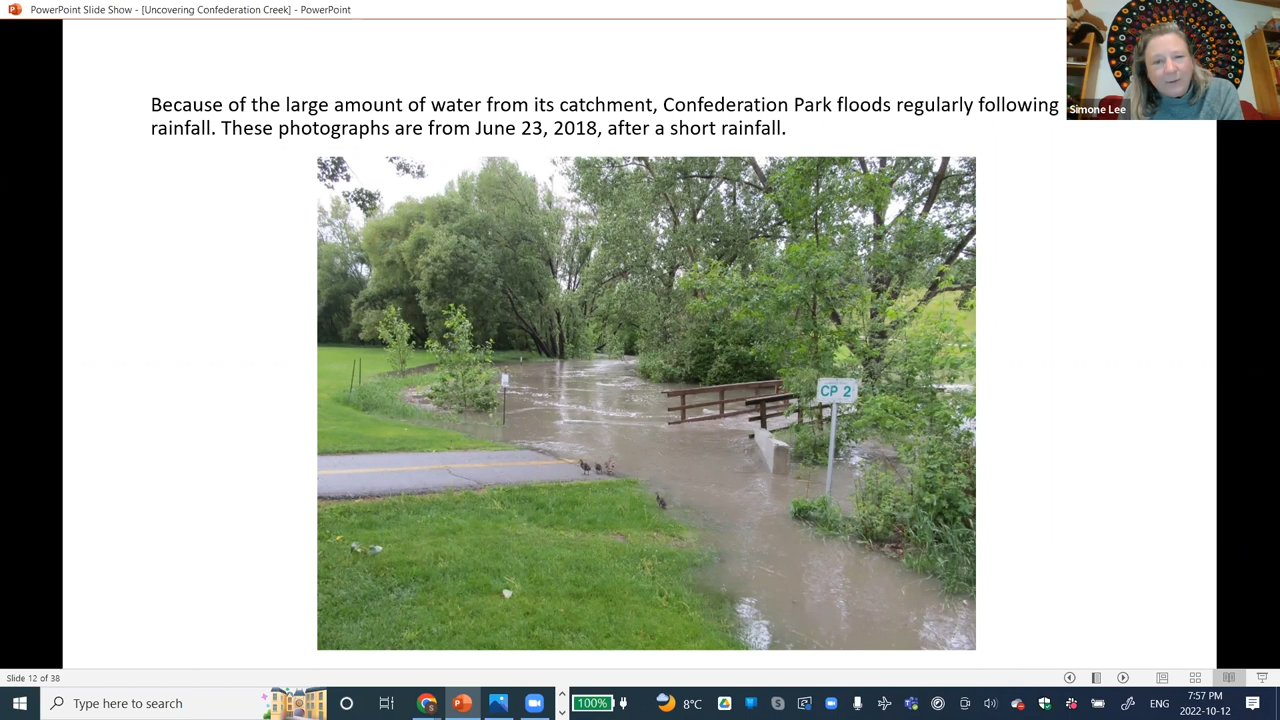 PowerPoint Slide Show - [Uncovering Confederation Creek] - PowerPoint
Simone Lee
Because of the large amount of water from its catchment, Confederation Park floods regularly following
rainfall. These photographs are from June 23, 2018, after a short rainfall.
CP 2
Slide 12 of 38
Type here to search
100%
8°C
ENG
7:57 PM
2022-10-12